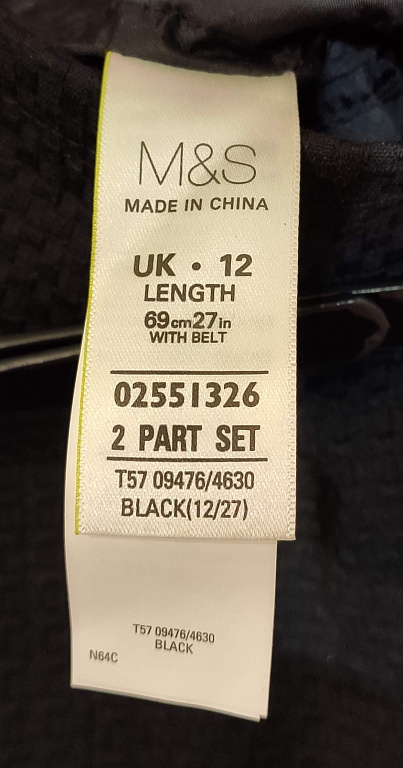 M&S
MADE IN CHINA
UK • 12
LENGTH
69cm27in
WITH BELT
02551326
2 PART SET
T57 09476/4630
BLACK(12/27)
T57 09476/4630
BLACK
N64C